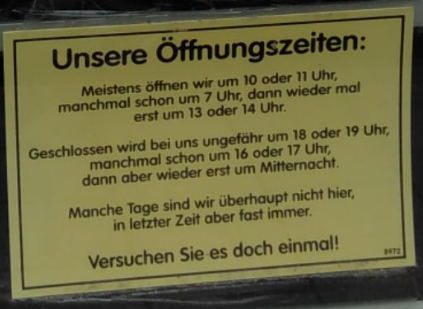 Unsere Öffnungszeiten:
Meistens öffnen wir um 10 oder 11 Uhr,
manchmal schon um 7 Uhr, dann wieder mal
erst um 13 oder 14 Uhr.
Geschlossen wird bei uns ungefähr um 18 oder 19 Uhr,
manchmal schon um 16 oder 17 Uhr,
dann aber wieder erst um Mitternacht.
Manche Tage sind wir überhaupt nicht hier,
in letzter Zeit aber fast immer.
Versuchen Sie es doch einmal!
8972